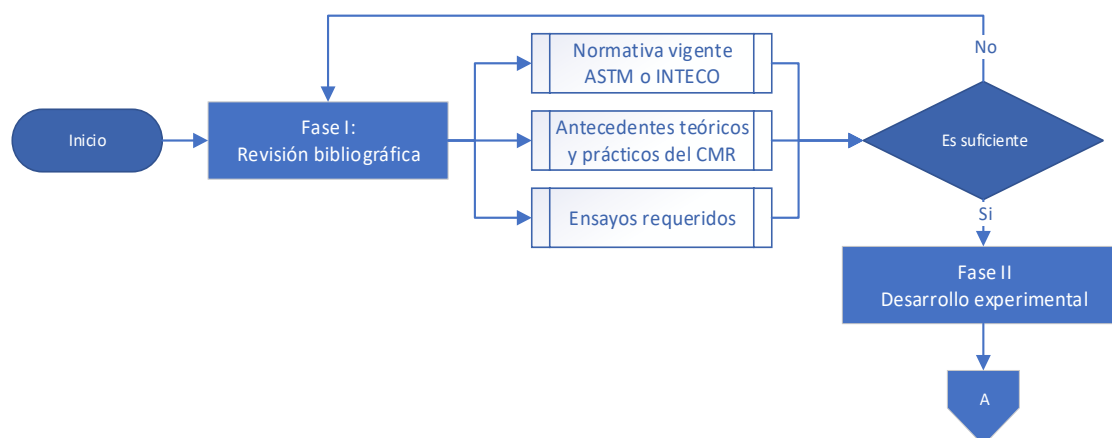 Inicio
Fase I:
Revisión bibliográfica
Normativa vigente
ASTM o INTECO
Antecedentes teóricos
y prácticos del CMR
Ensayos requeridos
No
Es suficiente
Si
Fase II
Desarrollo experimental
A